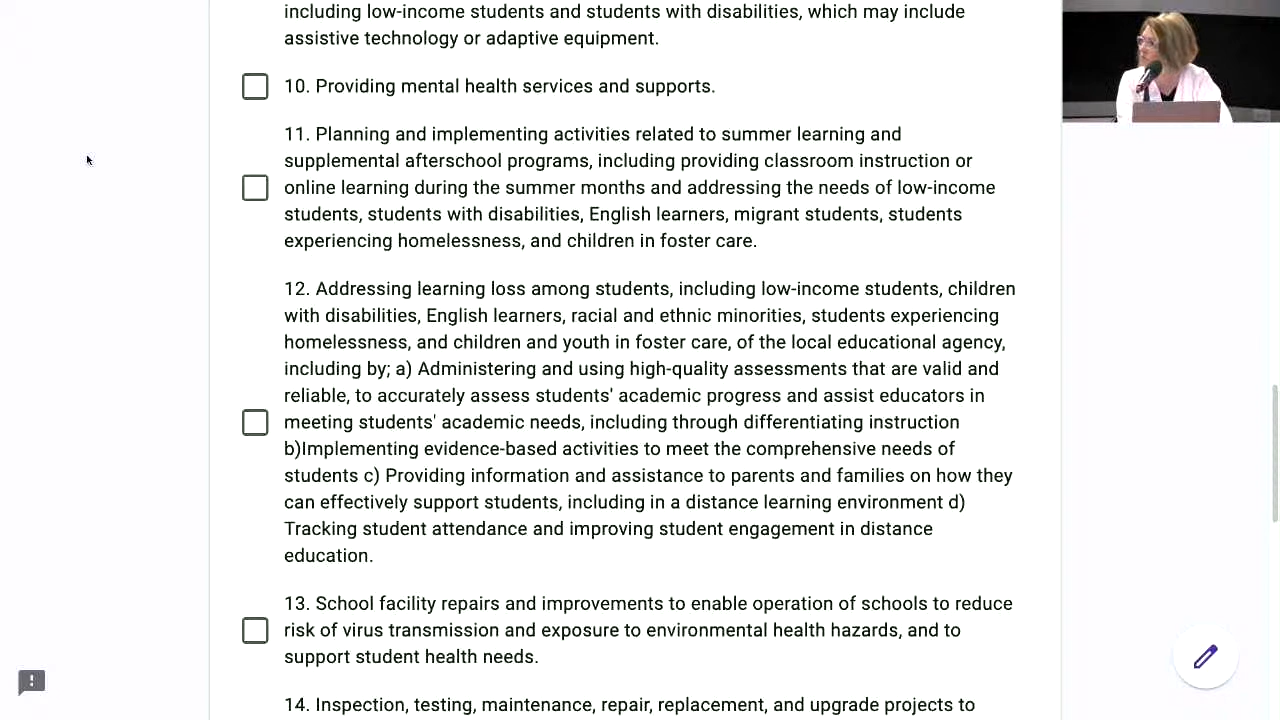 including low-income students and students with disabilities, which may include
assistive technology or adaptive equipment.
10. Providing mental health services and supports.
11. Planning and implementing activities related to summer learning and
supplemental afterschool programs, including providing classroom instruction or
online learning during the summer months and addressing the needs of low-income
students, students with disabilities, English learners, migrant students, students
experiencing homelessness, and children in foster care.
12. Addressing learning loss among students, including low-income students, children
with disabilities, English learners, racial and ethnic minorities, students experiencing
homelessness, and children and youth in foster care, of the local educational agency,
including by; a) Administering and using high-quality assessments that are valid and
reliable, to accurately assess students' academic progress and assist educators in
meeting students' academic needs, including through differentiating instruction
b)Implementing evidence-based activities to meet the comprehensive needs of
students c) Providing information and assistance to parents and families on how they
can effectively support students, including in a distance learning environment d)
Tracking student attendance and improving student engagement in distance
education.
13. School facility repairs and improvements to enable operation of schools to reduce
risk of virus transmission and exposure to environmental health hazards, and to
support student health needs.
14. Inspection, testing, maintenance, repair, replacement, and upgrade projects to